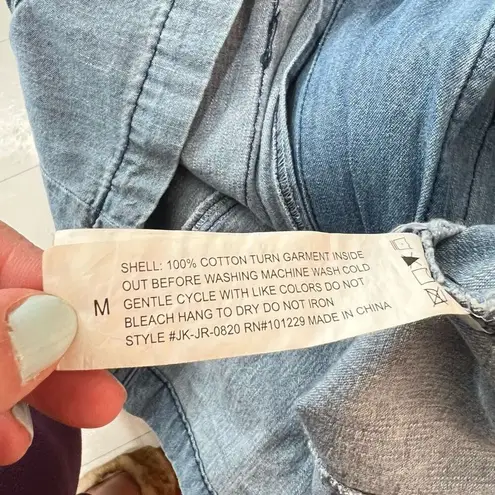 SHELL: 100% COTTON TURN GARMENT INSIDE
OUT BEFORE WASHING MACHINE WASH COLD
M GENTLE CYCLE WITH LIKE COLORS DO NOT
BLEACH HANG TO DRY DO NOT IRON
STYLE #JK-JR-0820 RN#101229 MADE IN CHINA